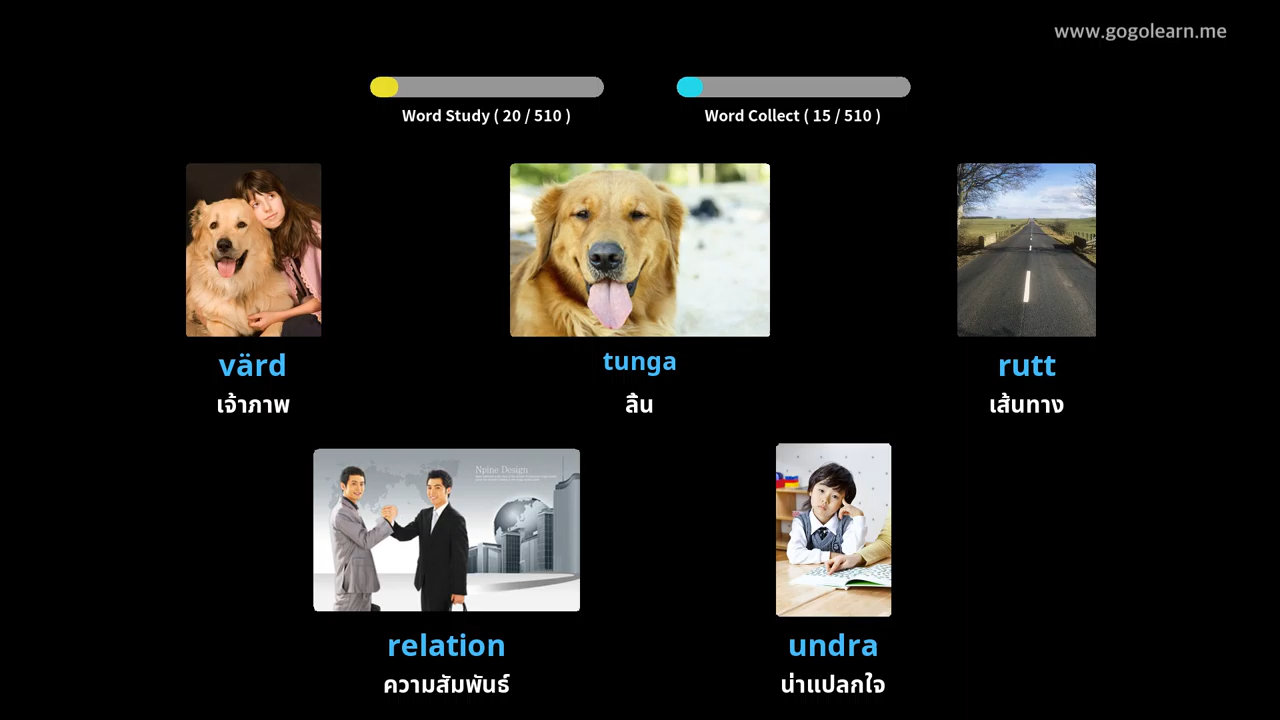 www.gogolearn.me
Word Study ( 20 / 510 )
Word Collect ( 15 / 510 )
värd
tunga
rutt
เจ้าภาพ
ลิ้น
เส้นทาง
Npine Design
relation
undra
ความสัมพันธ์
น่าแปลกใจ